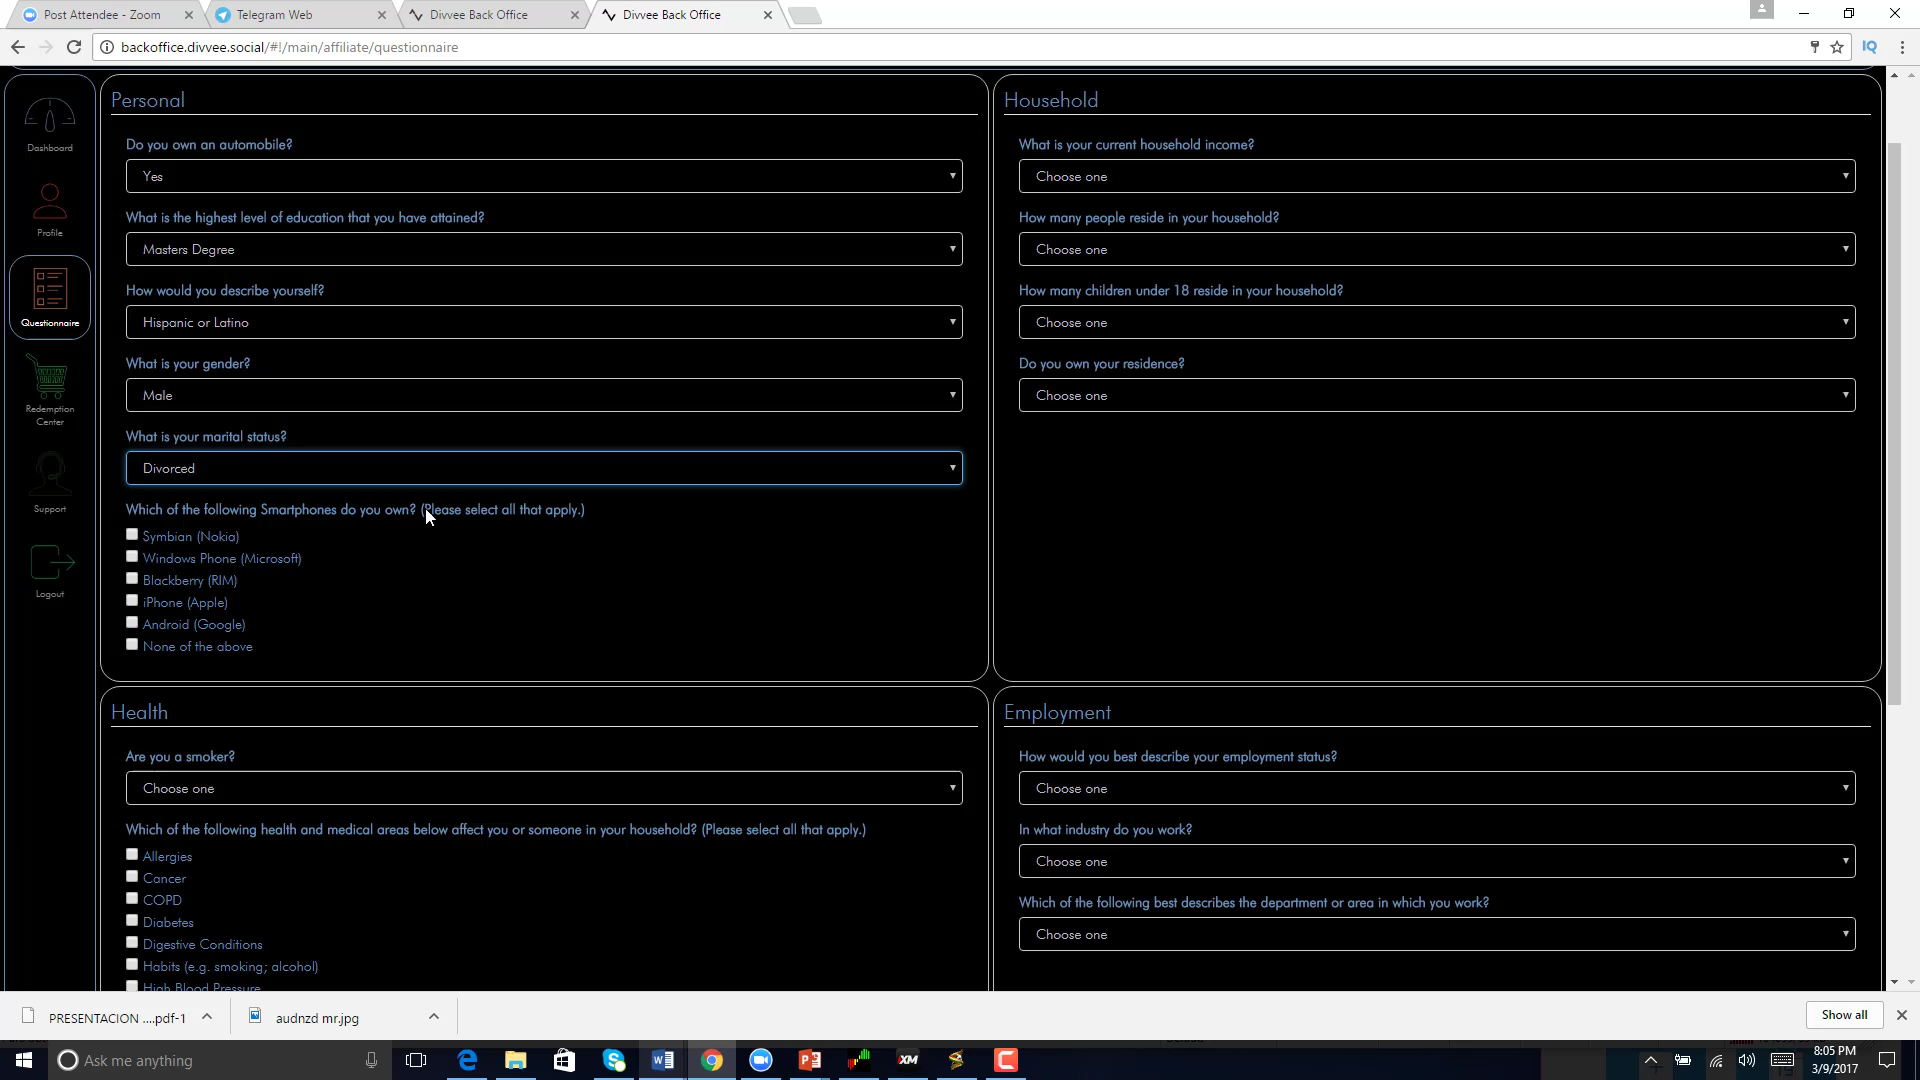 Post Attendee - Zoom
Telegram Web
Divvee Back Office
Divvee Back Office
backoffice.divvee.social/#!/main/affiliate/questionnaire
IQ
Dashboard
Profile
Questionnaire
Redemption
Center
Support
Logout
Personal
Do you own an automobile?
Yes
What is the highest level of education that you have attained?
Masters Degree
How would you describe yourself?
Hispanic or Latino
What is your gender?
Male
What is your marital status?
Divorced
Which of the following Smartphones do you own? (Please select all that apply.)
Symbian (Nokia)
Windows Phone (Microsoft)
Blackberry (RIM)
iPhone (Apple)
Android (Google)
None of the above
Household
What is your current household income?
Choose one
How many people reside in your household?
Choose one
How many children under 18 reside in your household?
Choose one
Do you own your residence?
Choose one
Health
Are you a smoker?
Choose one
Which of the following health and medical areas below affect you or someone in your household? (Please select all that apply.)
Allergies
Cancer
COPD
Diabetes
Digestive Conditions
Habits (e.g. smoking; alcohol)
High Blood Pressure
Employment
How would you best describe your employment status?
Choose one
In what industry do you work?
Choose one
Which of the following best describes the department or area in which you work?
Choose one
PRESENTACION ....pdf-1
audnzd mr.jpg
Show all
Ask me anything
XM
8:05 PM
3/9/2017